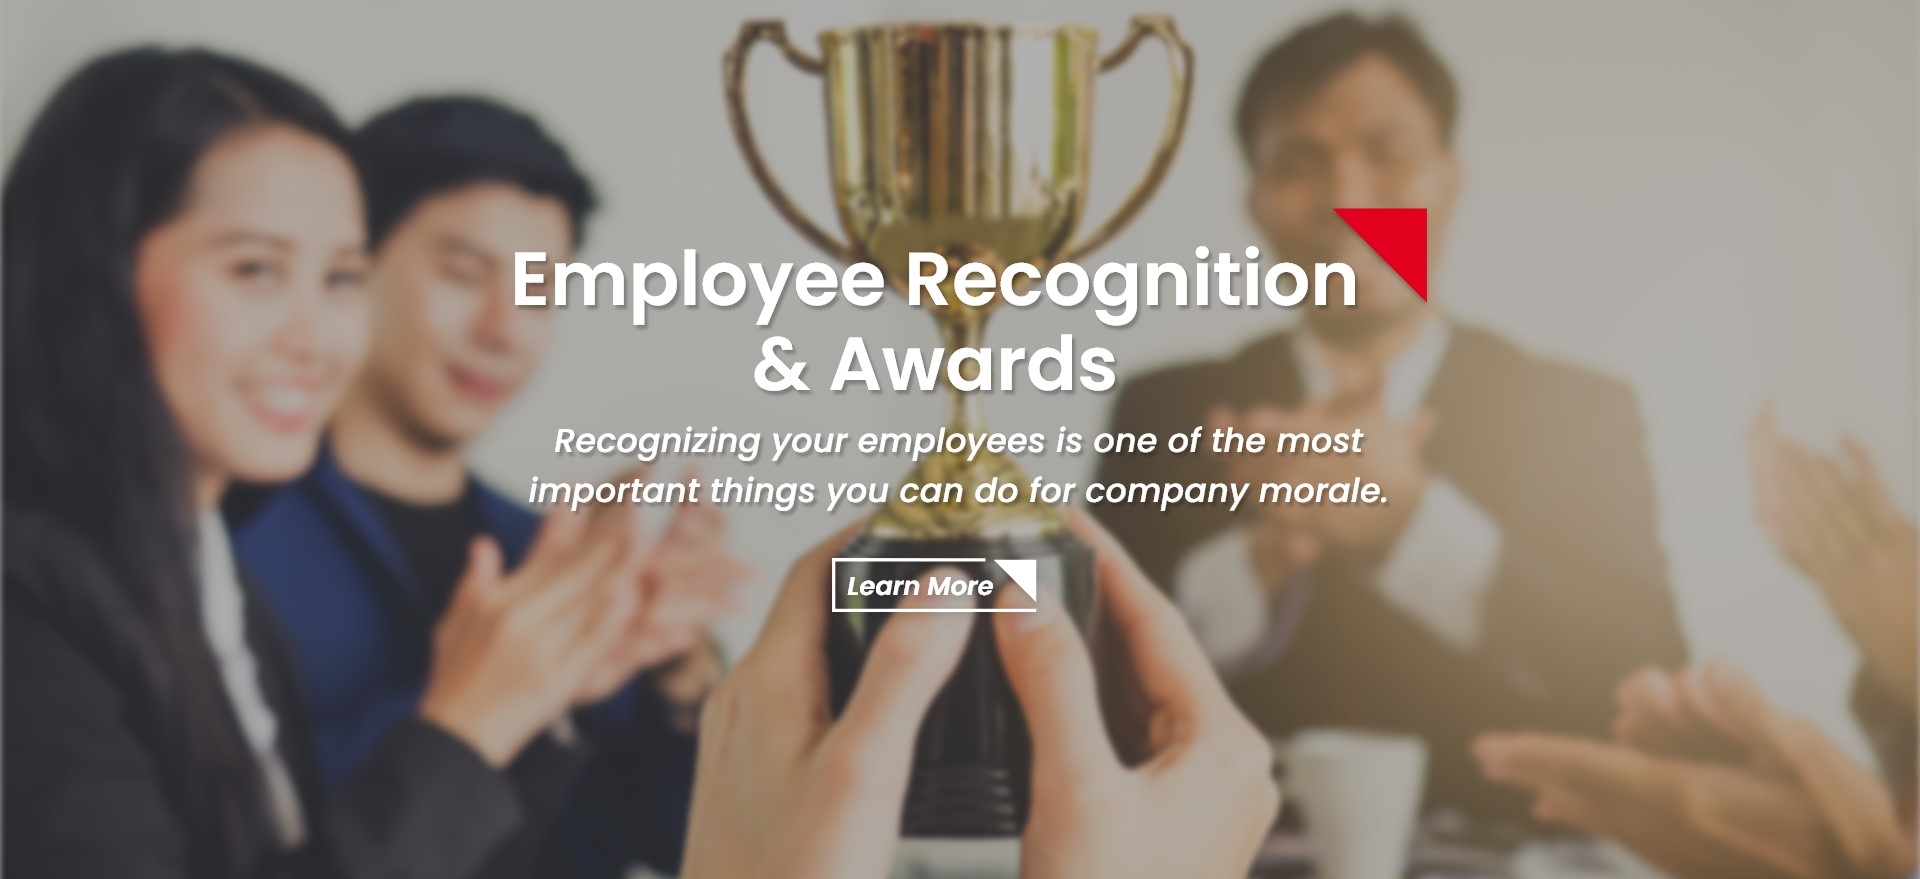 Employee Recognition
& Awards
Recognizing your employees is one of the most
important things you can do for company morale.
Learn More